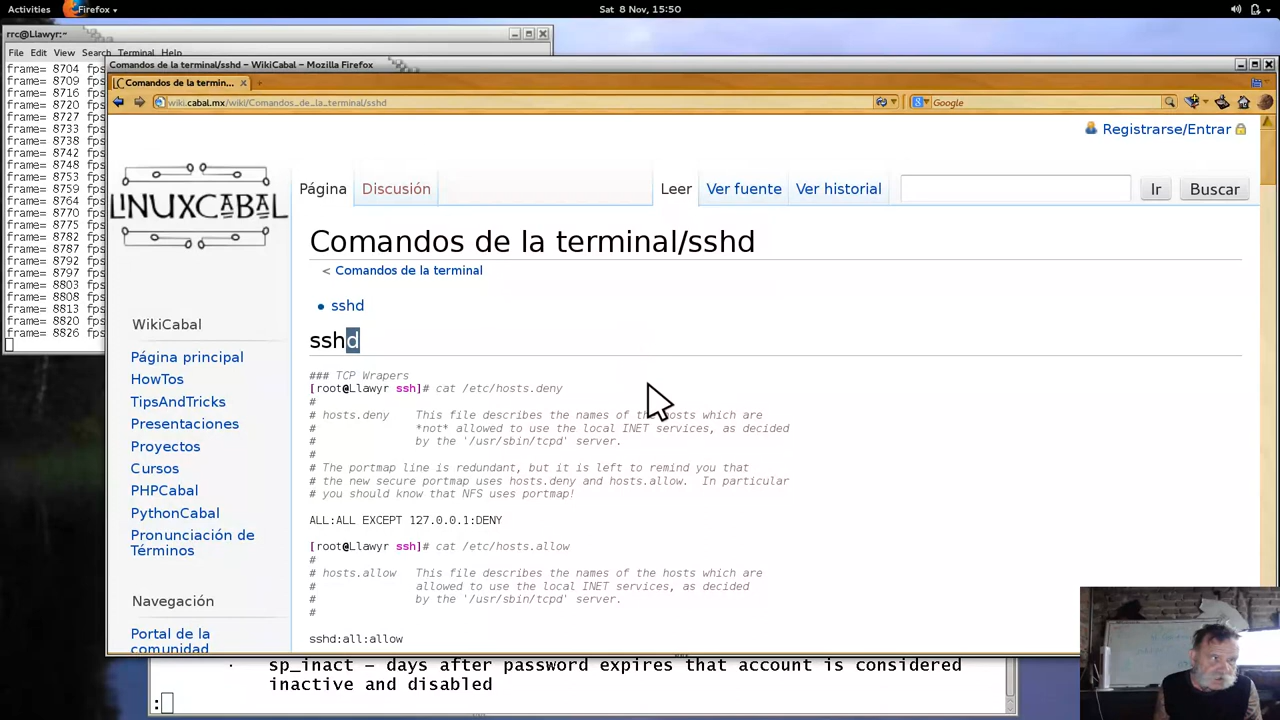 Activities Firefox Sat 8 Nov, 15:50
rrc@Llawyr:~
File Edit View Search Terminal Help
frame= 8704 fps
frame= 8709 fps
frame= 8716 fps
frame= 8720 fps
frame= 8727 fps
frame= 8733 fps
frame= 8738 fps
frame= 8742 fps
frame= 8748 fps
frame= 8753 fps
frame= 8759 fps
frame= 8764 fps
frame= 8770 fps
frame= 8775 fps
frame= 8782 fps
frame= 8787 fps
frame= 8792 fps
frame= 8797 fps
frame= 8803 fps
frame= 8808 fps
frame= 8813 fps
frame= 8820 fps
frame= 8826 fps
Comandos de la terminal/sshd – WikiCabal – Mozilla Firefox
Comandos de la termin...
wiki.cabal.mx/wiki/Comandos_de_la_terminal/sshd
Google
Registrarse/Entrar
LINUXCABAL
Página Discusión Leer Ver fuente Ver historial Ir Buscar
Comandos de la terminal/sshd
< Comandos de la terminal
• sshd
sshd
WikiCabal
Página principal
HowTos
TipsAndTricks
Presentaciones
Proyectos
Cursos
PHPCabal
PythonCabal
Pronunciación de
Términos
Navegación
Portal de la
comunidad
### TCP Wrapers
[root@Llawyr ssh]# cat /etc/hosts.deny
#
# hosts.deny This file describes the names of the hosts which are
# *not* allowed to use the local INET services, as decided
# by the '/usr/sbin/tcpd' server.
#
# The portmap line is redundant, but it is left to remind you that
# the new secure portmap uses hosts.deny and hosts.allow. In particular
# you should know that NFS uses portmap!
ALL:ALL EXCEPT 127.0.0.1:DENY
[root@Llawyr ssh]# cat /etc/hosts.allow
#
# hosts.allow This file describes the names of the hosts which are
# allowed to use the local INET services, as decided
# by the '/usr/sbin/tcpd' server.
#
sshd:all:allow
· sp_inact – days after password expires that account is considered
inactive and disabled
: